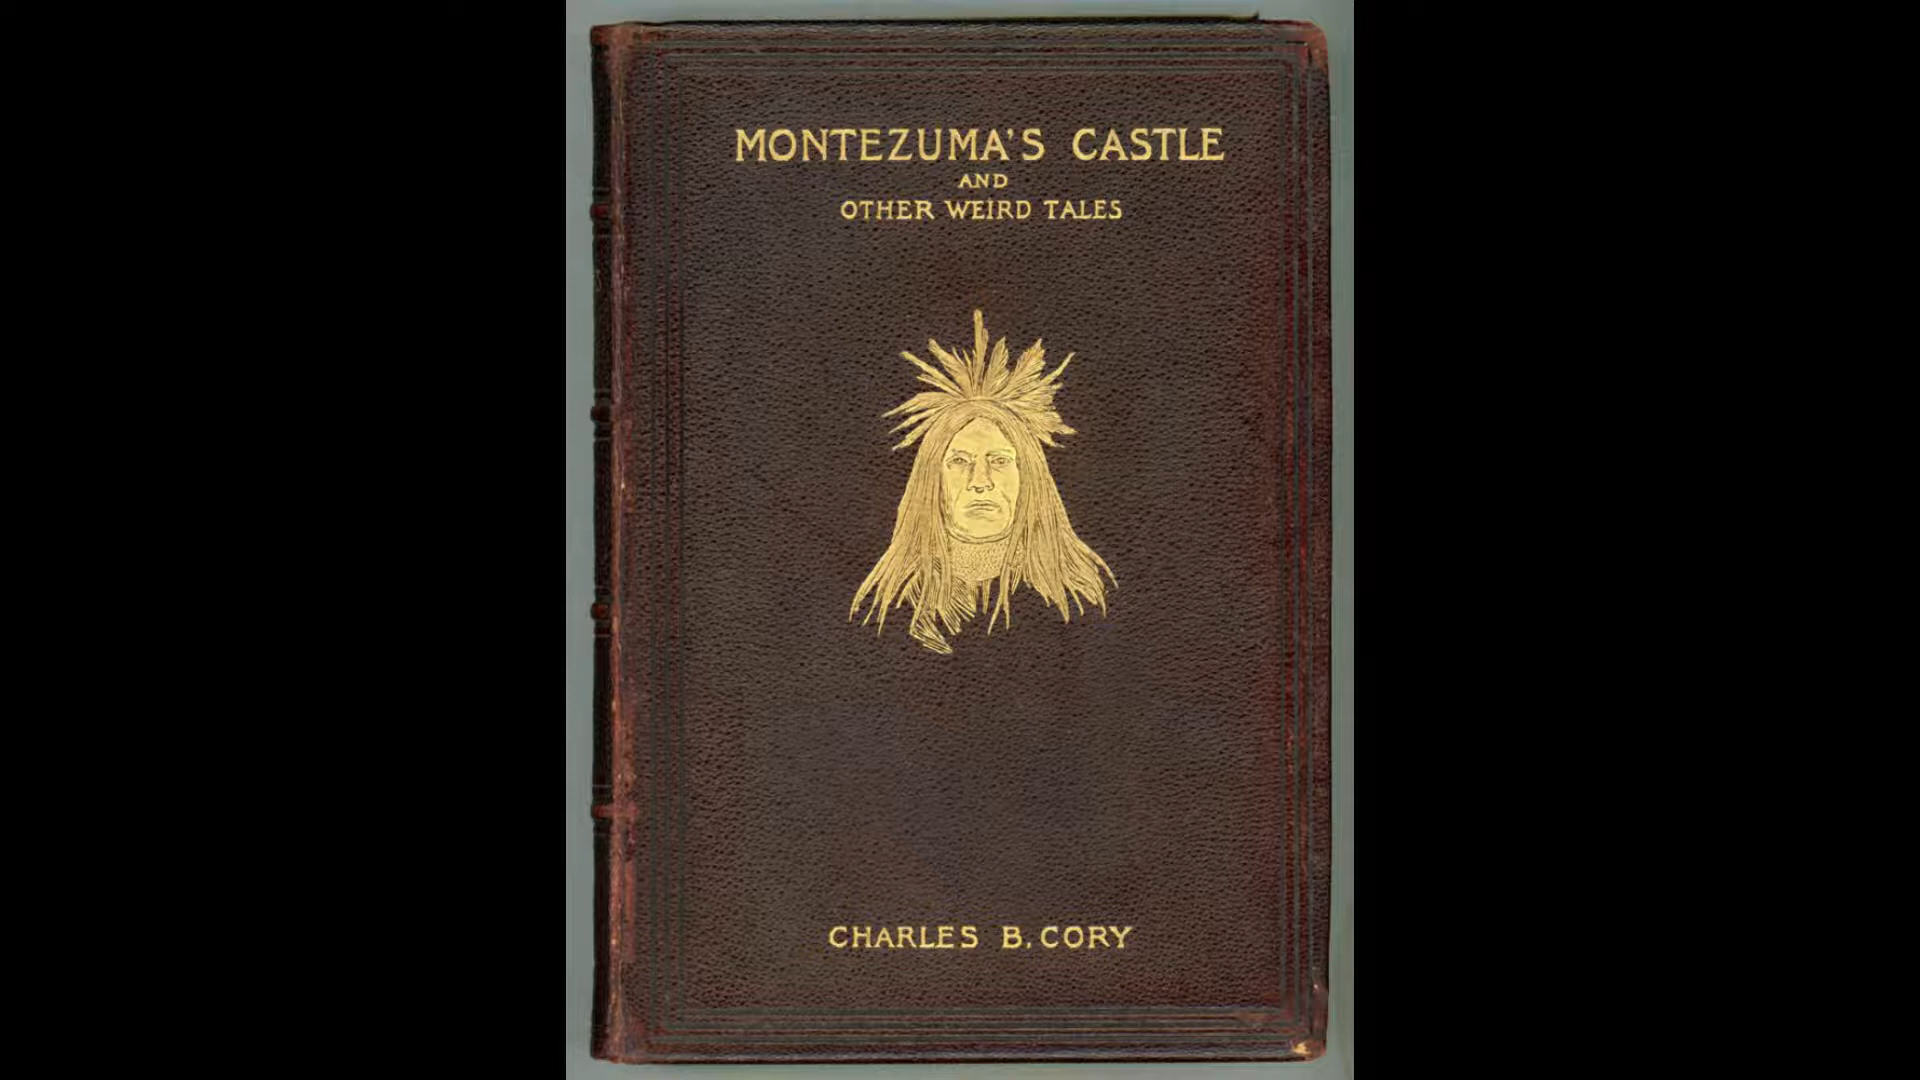 MONTEZUMA'S CASTLE
AND
OTHER WEIRD TALES
CHARLES B. CORY